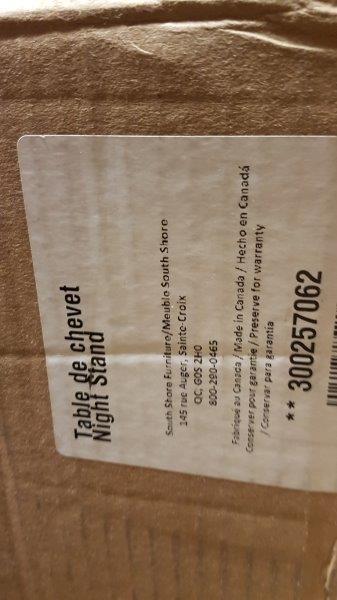 Table de chevet
Night Stand
South Shore Furniture/Meuble South Shore
145 rue Auger, Sainte-Croix
QC, G0S 2H0
800-290-0465
Fabriqué au Canada / Made in Canada / Hecho en Canadá
Conserver pour garantie / Preserve for warranty
/ Conservar para garantia
** 300257062